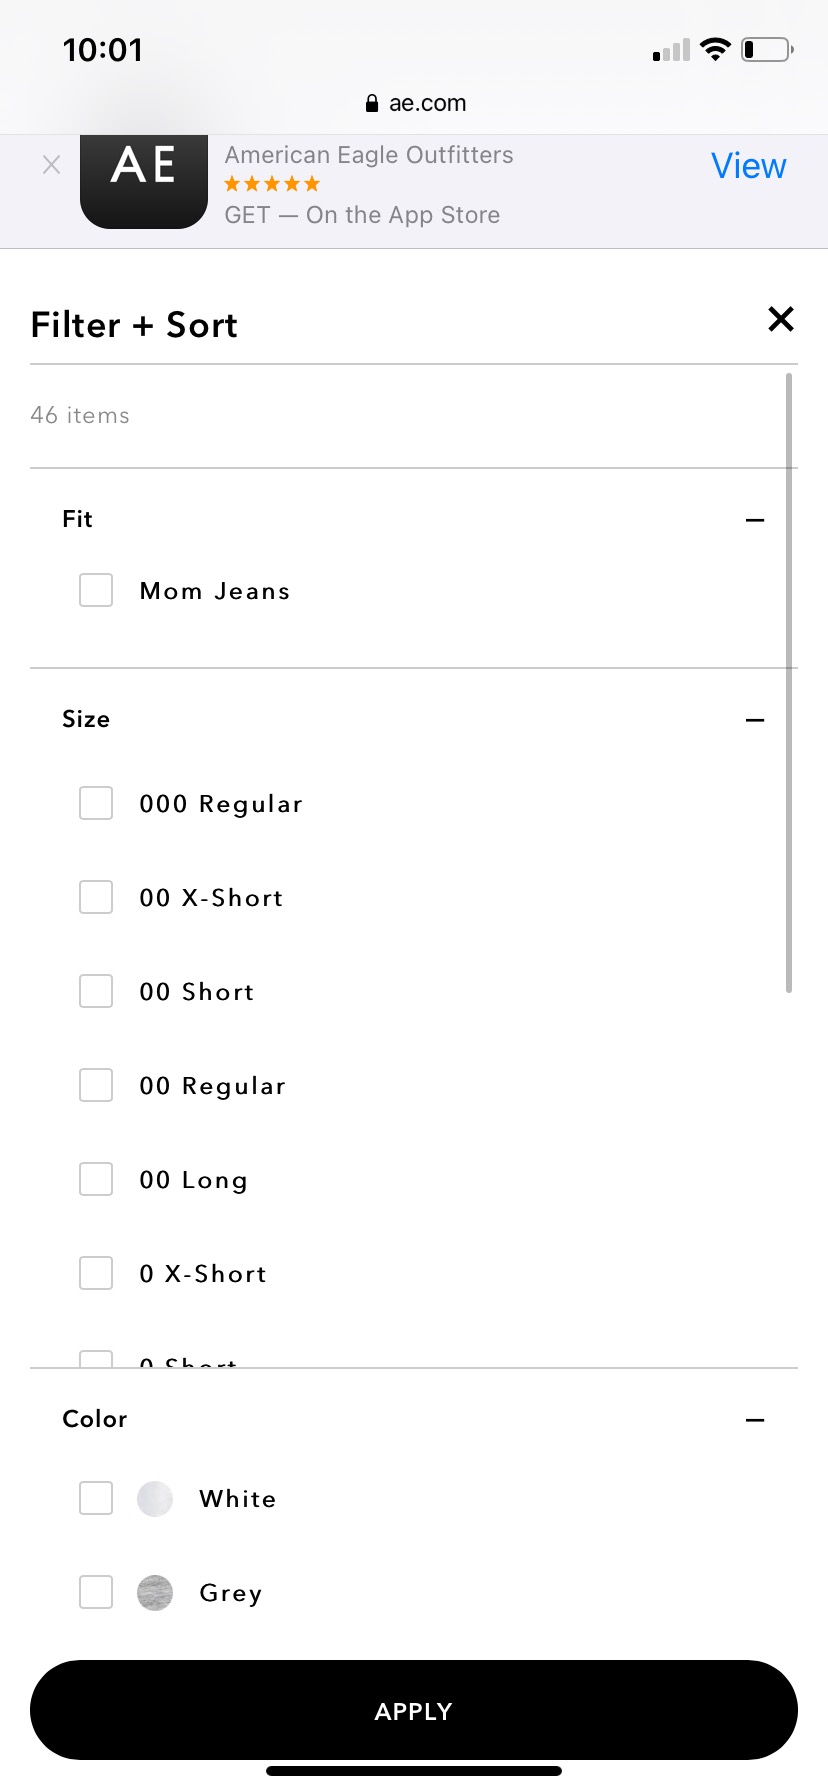 10:01
ae.com
AE
American Eagle Outfitters
GET — On the App Store
View
Filter + Sort
46 items
Fit
Mom Jeans
Size
000 Regular
00 X-Short
00 Short
00 Regular
00 Long
0 X-Short
0 Short
Color
White
Grey
APPLY